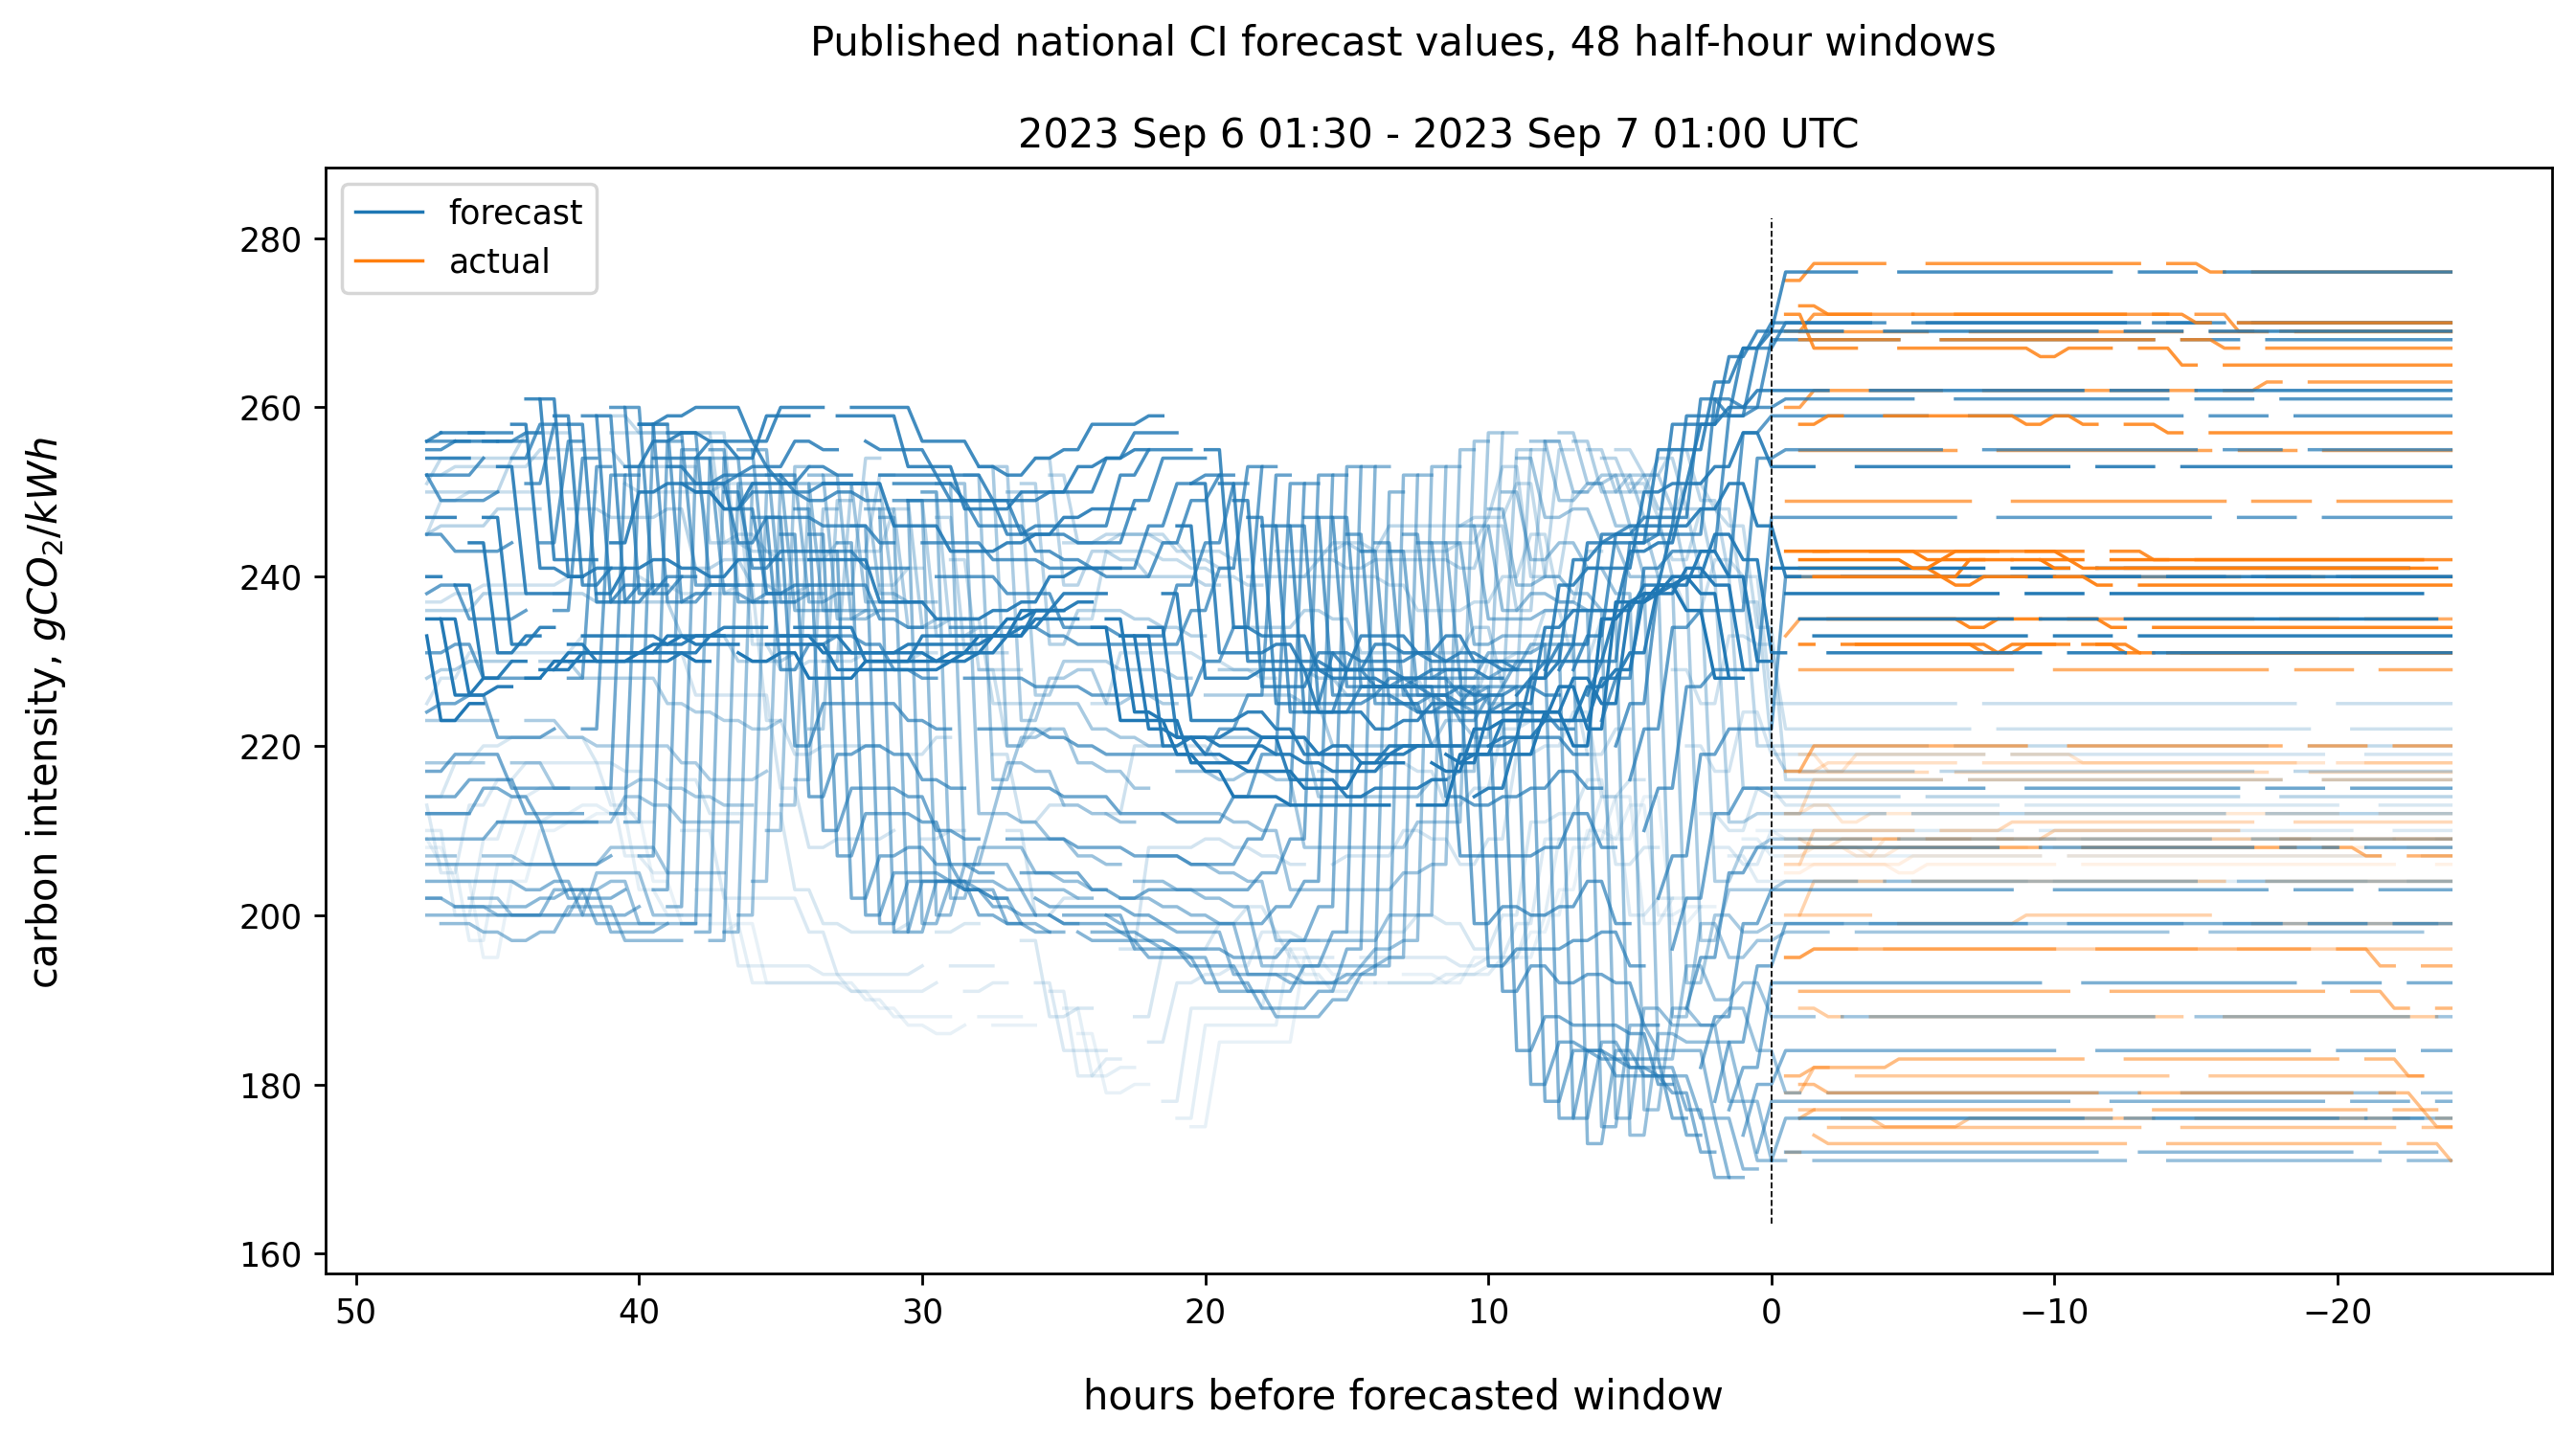 Published national CI forecast values, 48 half-hour windows
2023 Sep 6 01:30 - 2023 Sep 7 01:00 UTC
forecast
actual
280
260
240
220
200
180
160
carbon intensity, gCO₂/kWh
50 40 30 20 10 0 −10 −20
hours before forecasted window